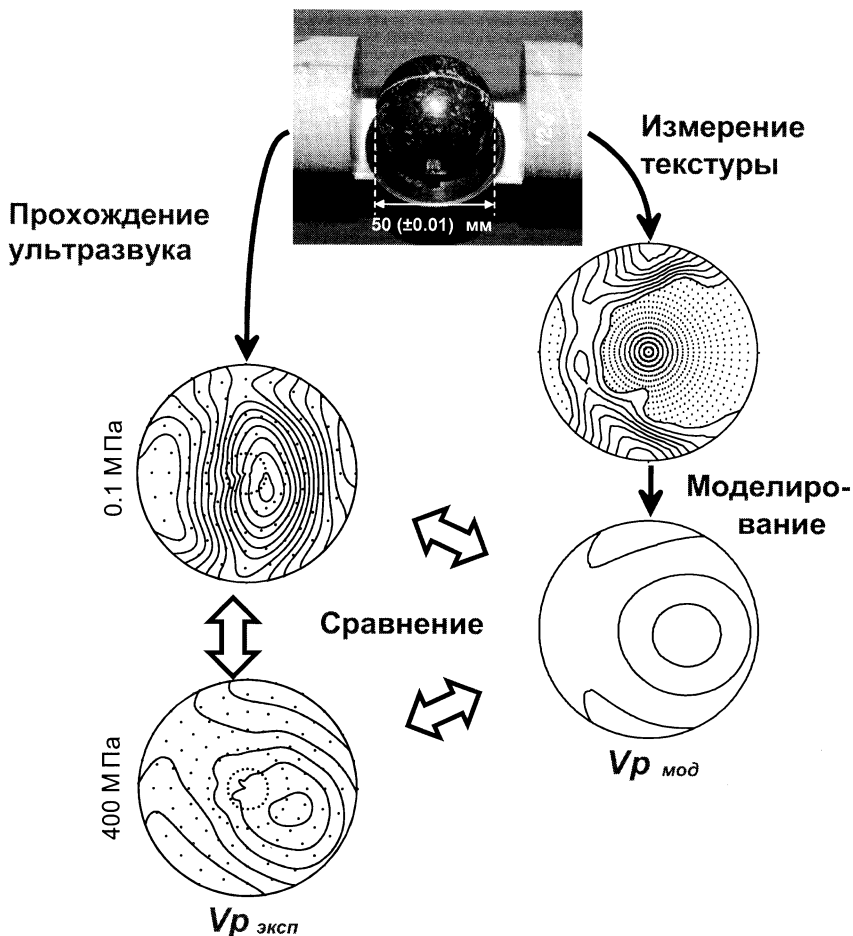 Измерение
текстуры
Прохождение
ультразвука
50 (±0.01) мм
0.1 МПа
Моделиро-
вание
Сравнение
400 МПа
Vp мод
Vp эксп